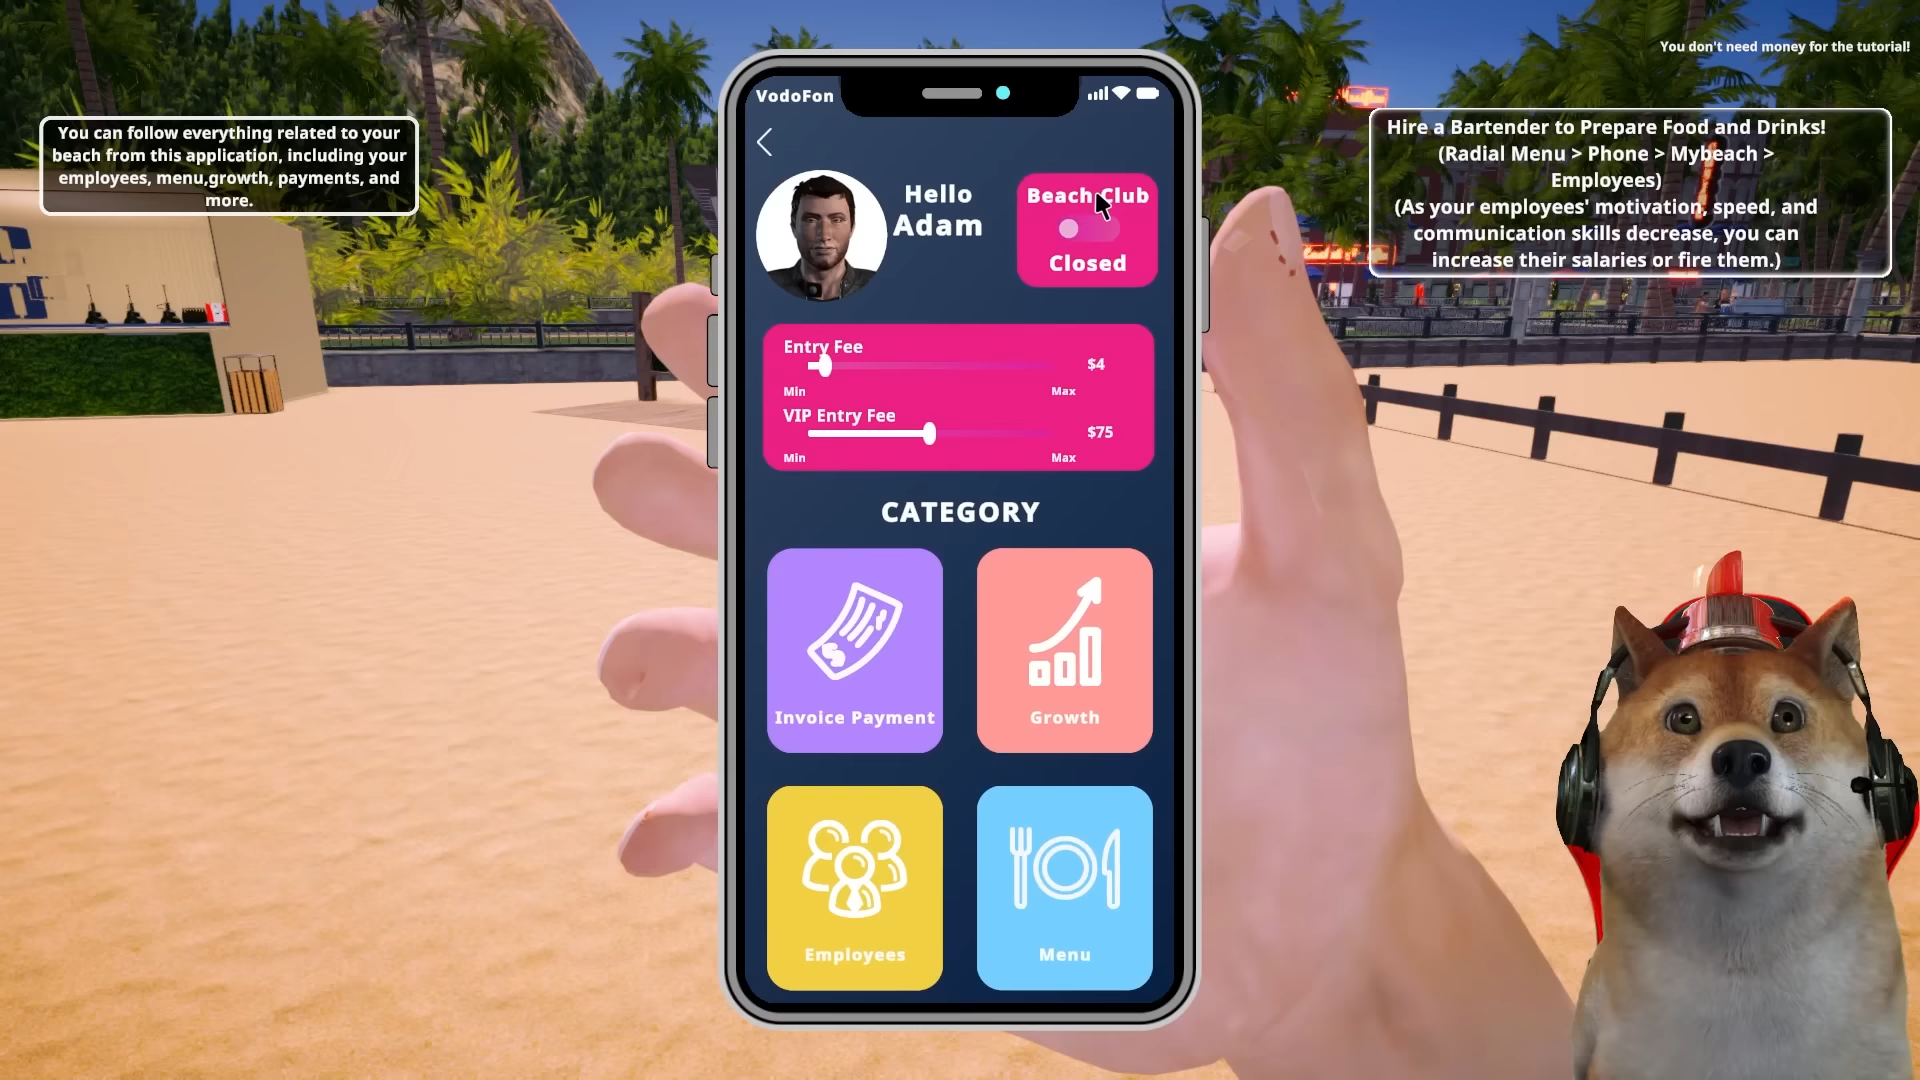 You don't need money for the tutorial!
You can follow everything related to your
beach from this application, including your
employees, menu,growth, payments, and
more.
Hire a Bartender to Prepare Food and Drinks!
(Radial Menu > Phone > Mybeach >
Employees)
(As your employees' motivation, speed, and
communication skills decrease, you can
increase their salaries or fire them.)
VodoFon
Hello
Adam
Beach Club
Closed
Entry Fee
$4
Min
Max
VIP Entry Fee
$75
Min
Max
CATEGORY
Invoice Payment
Growth
Employees
Menu